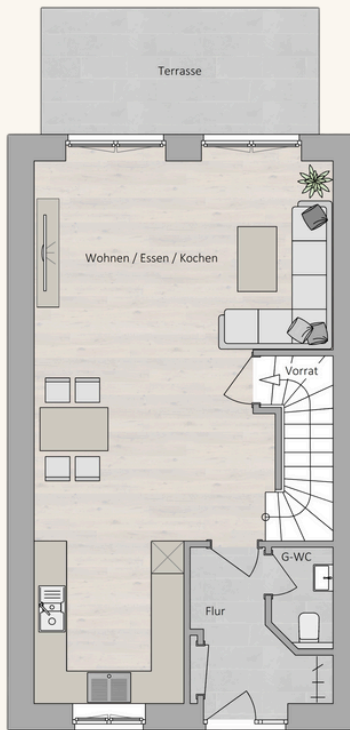 Terrasse
Wohnen / Essen / Kochen
Vorrat
G-WC
Flur